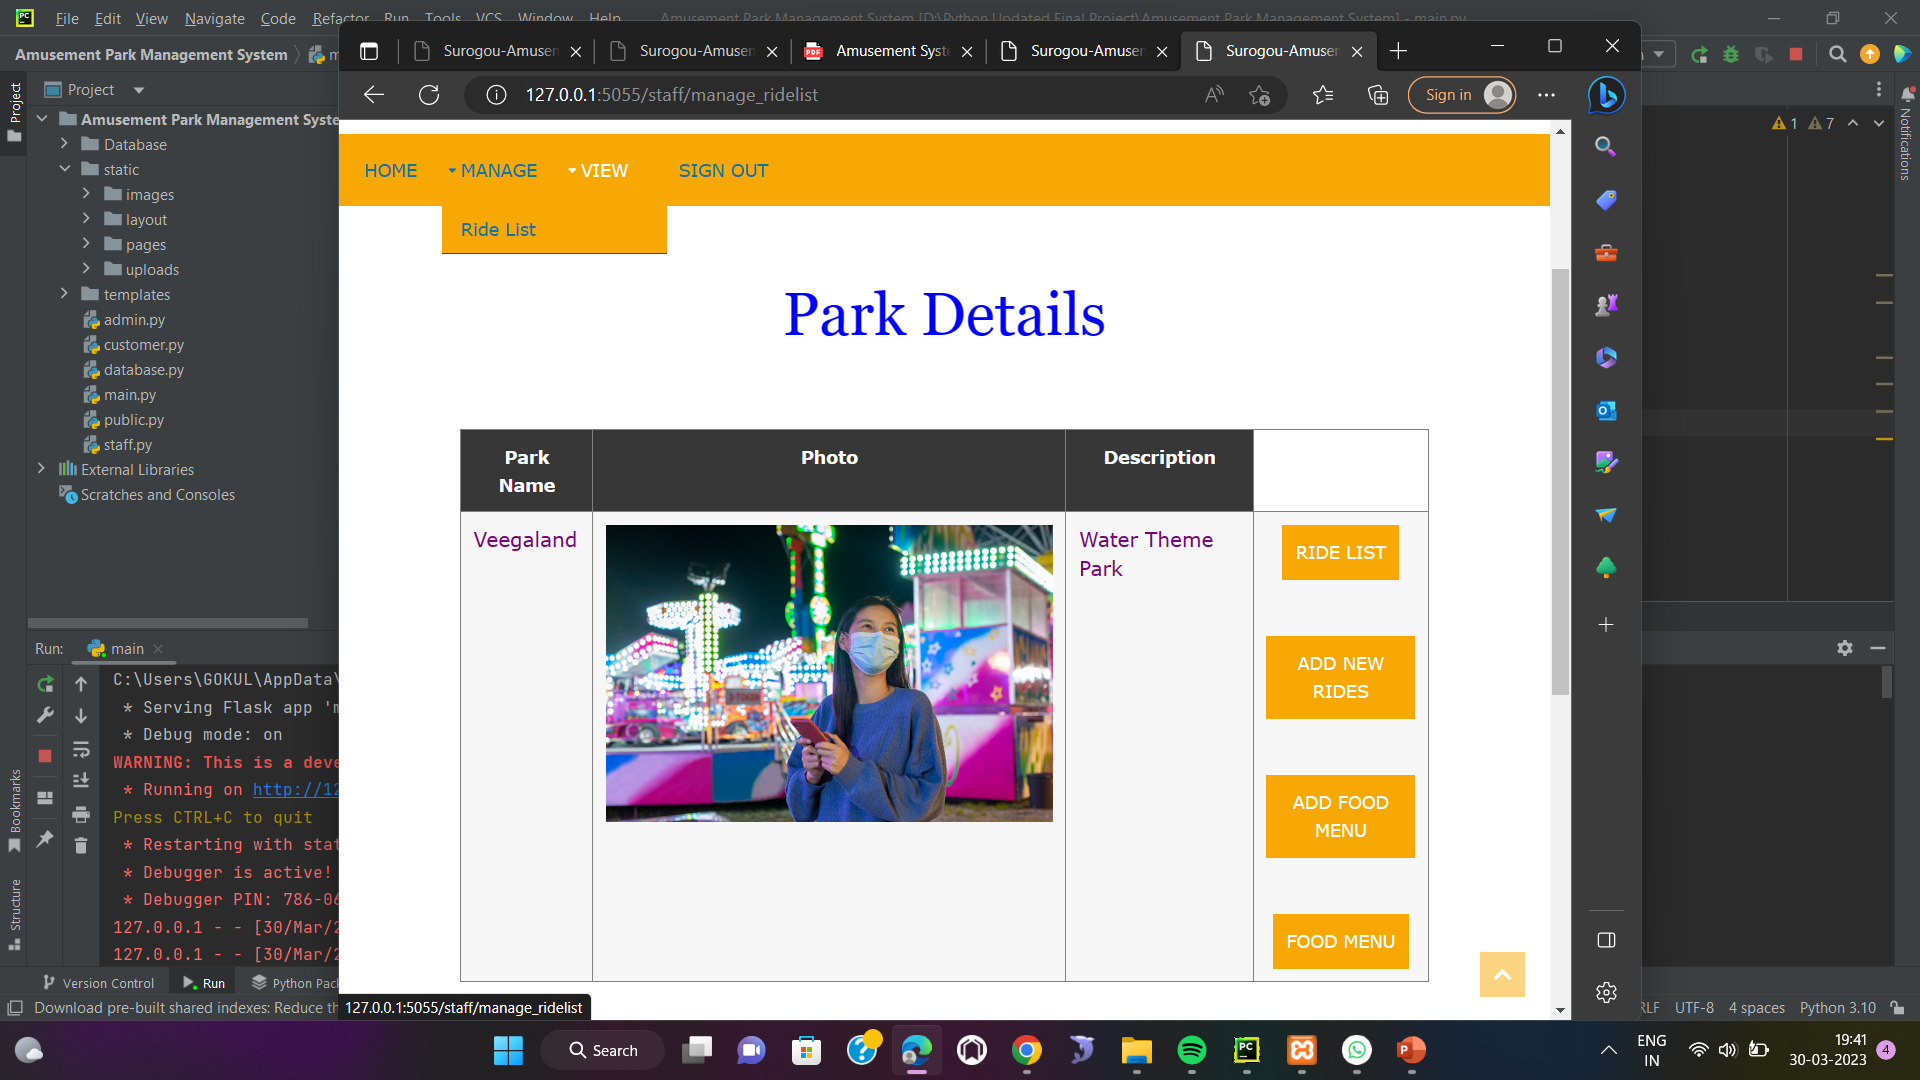 File Edit View Navigate Code Refactor Run Tools VCS Window Help
Amusement Park Management System [D:\Python Updated Final Project\Amusement Park Management System] - main.py
Amusement Park Management System
Project
Project
Amusement Park Management Syste
Database
static
images
layout
pages
uploads
templates
admin.py
customer.py
database.py
main.py
public.py
staff.py
External Libraries
Scratches and Consoles
Surogou-Amuser
Surogou-Amuser
Amusement Syste
Surogou-Amuser
Surogou-Amuser
127.0.0.1:5055/staff/manage_ridelist
Sign in
HOME
MANAGE
VIEW
SIGN OUT
Ride List
Park Details
Park Name
Photo
Description
Veegaland
Water Theme
Park
RIDE LIST
ADD NEW
RIDES
ADD FOOD
MENU
FOOD MENU
127.0.0.1:5055/staff/manage_ridelist
1 7
Notifications
Run: main
C:\Users\GOKUL\AppData\
* Serving Flask app 'm
* Debug mode: on
WARNING: This is a deve
* Running on http://12
Press CTRL+C to quit
* Restarting with stat
* Debugger is active!
* Debugger PIN: 786-06
127.0.0.1 - - [30/Mar/2
127.0.0.1 - - [30/Mar/2
Bookmarks
Structure
Version Control
Run
Python Pack
Download pre-built shared indexes: Reduce th
RLF UTF-8 4 spaces Python 3.10
Search
ENG
IN
19:41
30-03-2023
4